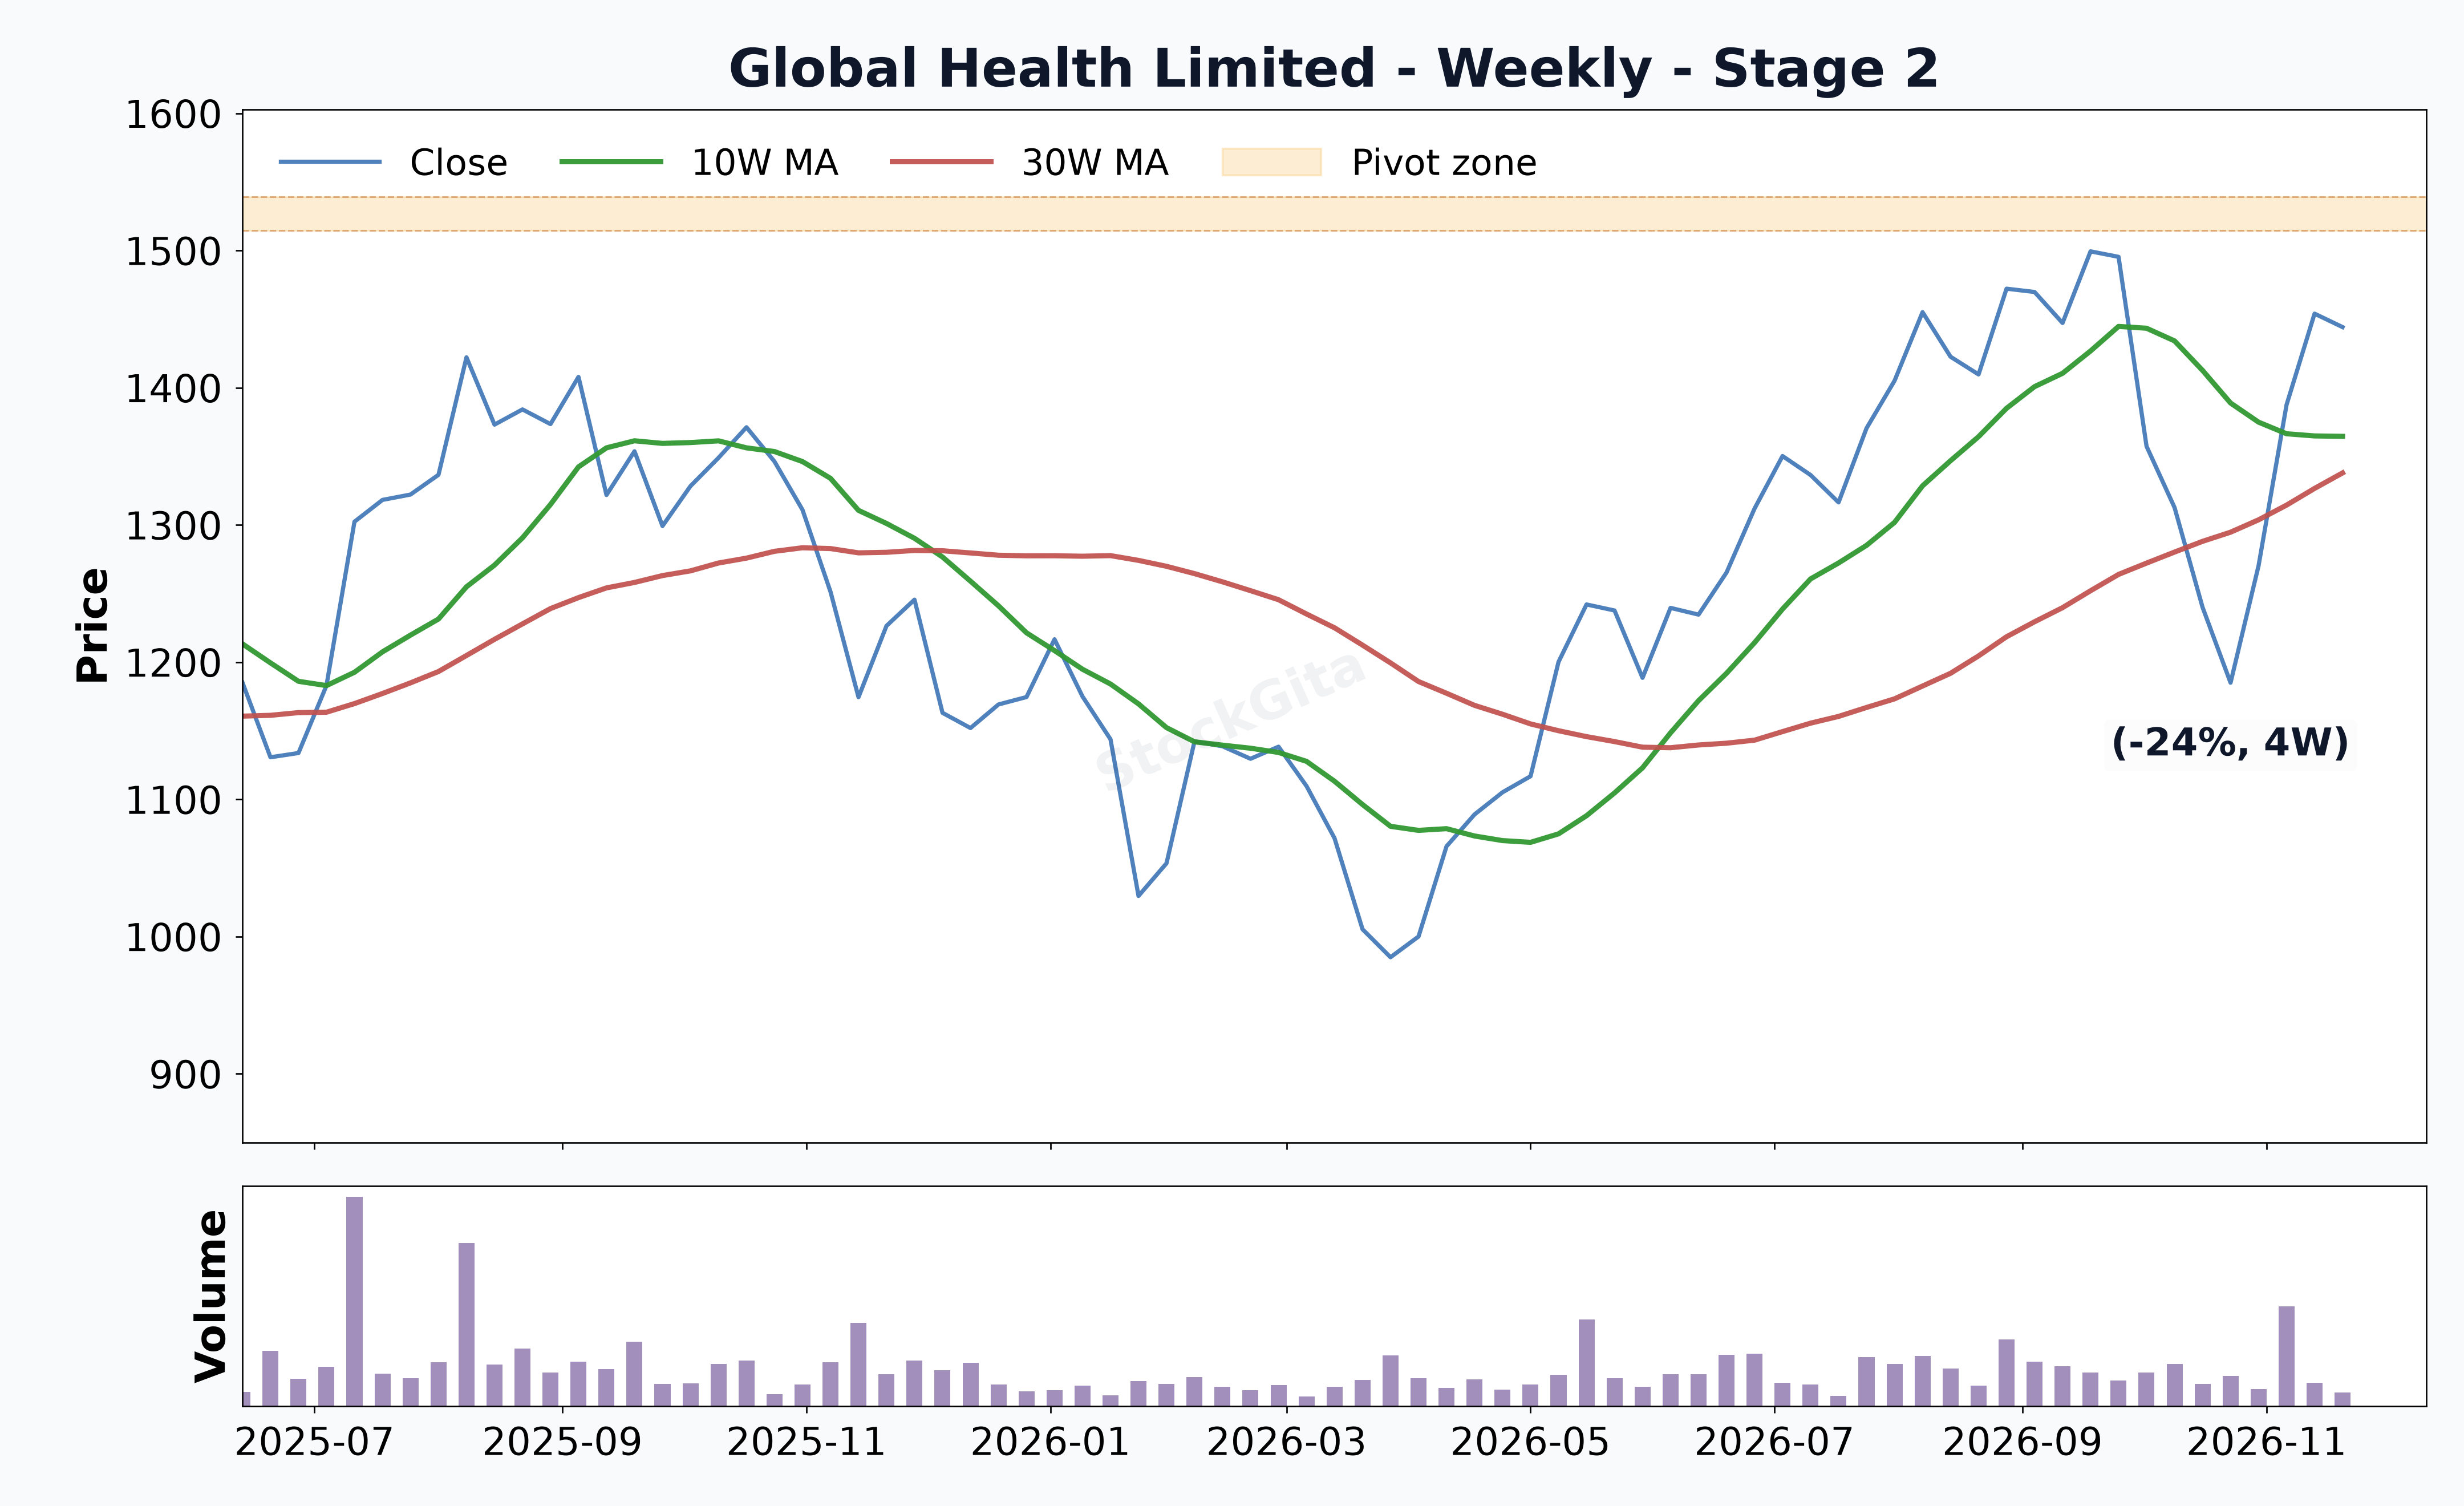 Global Health Limited - Weekly - Stage 2
Close
10W MA
30W MA
Pivot zone
1600
1500
1400
1300
1200
1100
1000
900
Price
StockGita
(-24%, 4W)
Volume
2025-07
2025-09
2025-11
2026-01
2026-03
2026-05
2026-07
2026-09
2026-11